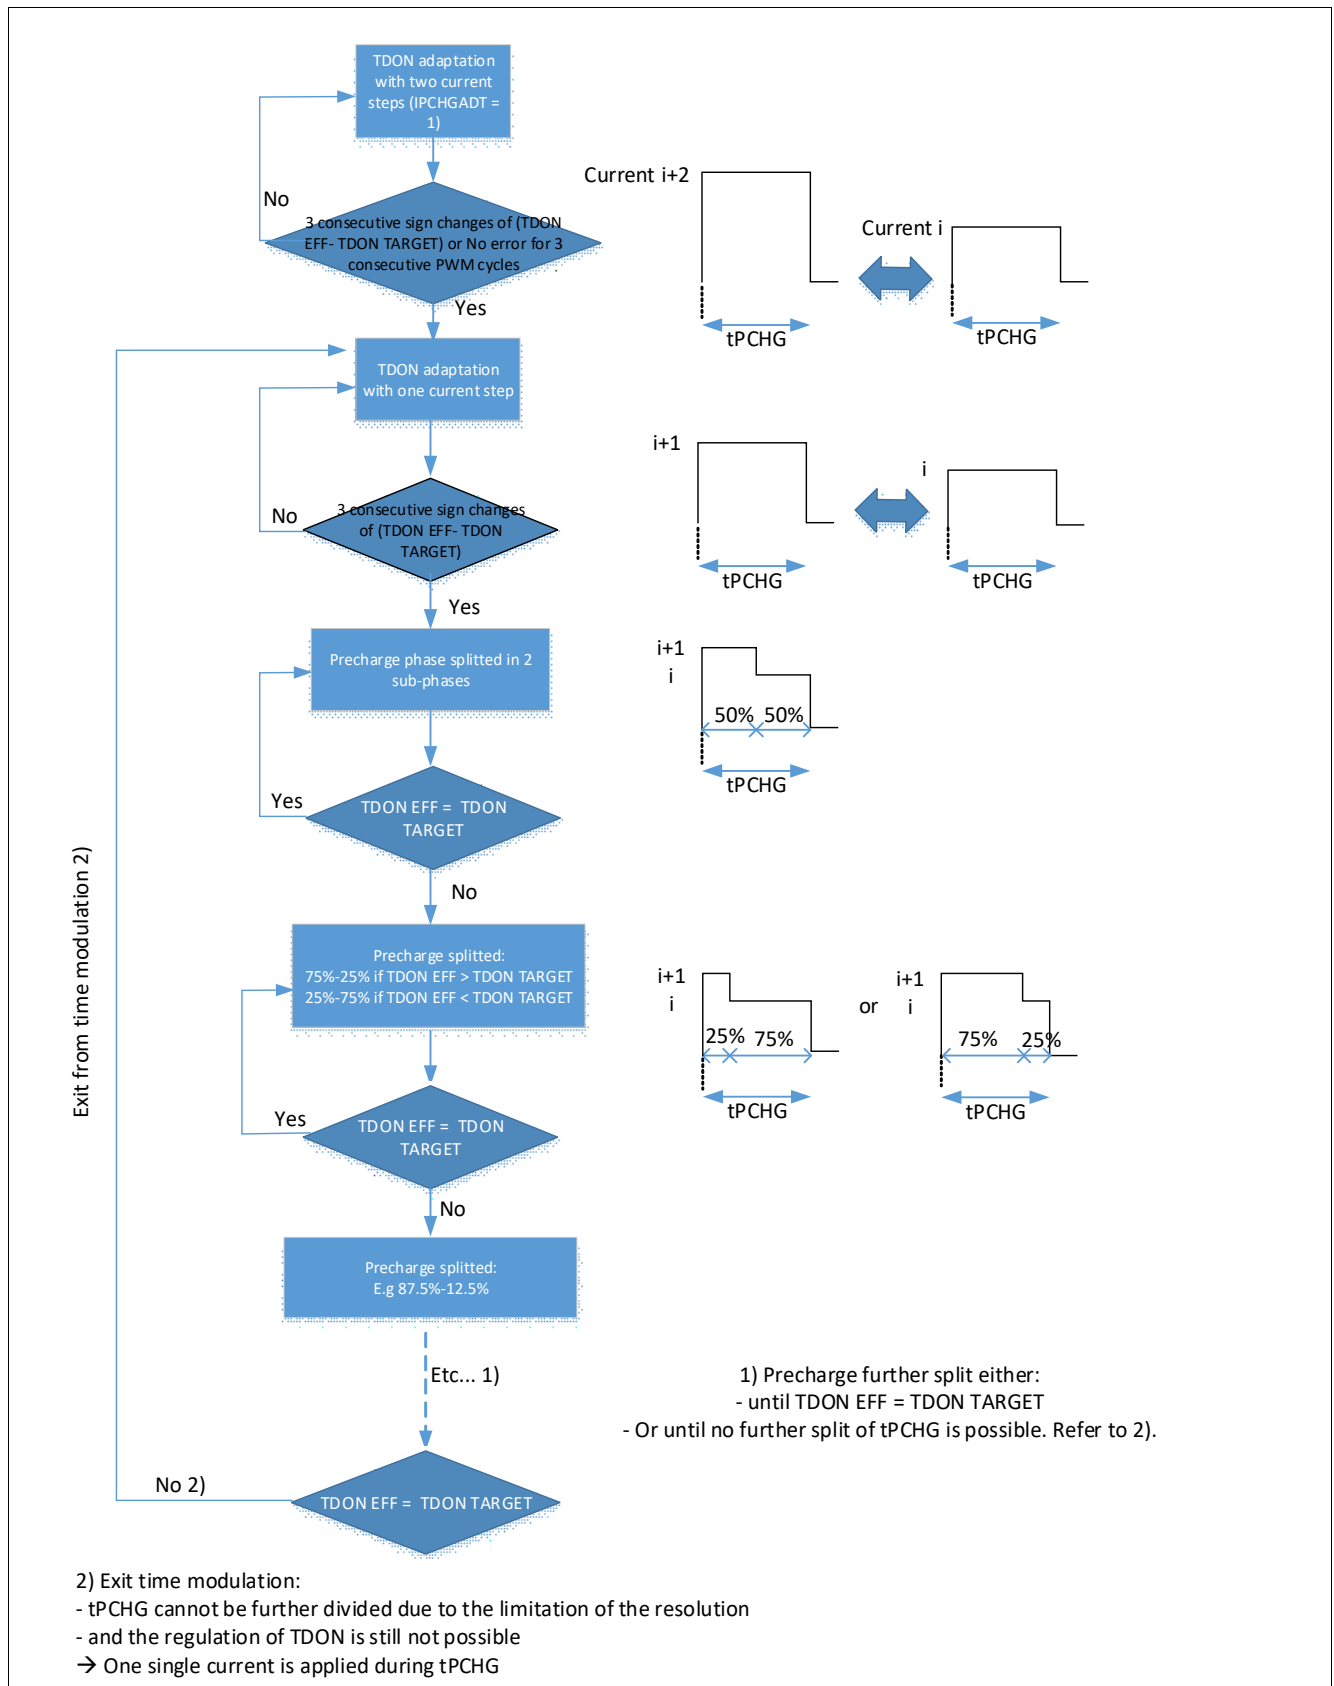 TDON adaptation
with two current
steps (IPCHGADT =
1)
No
3 consecutive sign changes of (TDON
EFF- TDON TARGET) or No error for 3
consecutive PWM cycles
Yes
Current i+2
tPCHG
Current i
tPCHG
TDON adaptation
with one current step
No
3 consecutive sign changes
of (TDON EFF- TDON
TARGET)
Yes
i+1
tPCHG
i
tPCHG
Precharge phase splitted in 2
sub-phases
i+1
i
50% 50%
tPCHG
Yes
TDON EFF = TDON
TARGET
No
Exit from time modulation 2)
Precharge splitted:
75%-25% if TDON EFF > TDON TARGET
25%-75% if TDON EFF < TDON TARGET
i+1
i
25% 75%
tPCHG
or
i+1
i
75% 25%
tPCHG
Yes
TDON EFF = TDON
TARGET
No
Precharge splitted:
E.g 87.5%-12.5%
Etc... 1)
1) Precharge further split either:
- until TDON EFF = TDON TARGET
- Or until no further split of tPCHG is possible. Refer to 2).
No 2)
TDON EFF = TDON TARGET
2) Exit time modulation:
- tPCHG cannot be further divided due to the limitation of the resolution
- and the regulation of TDON is still not possible
→ One single current is applied during tPCHG